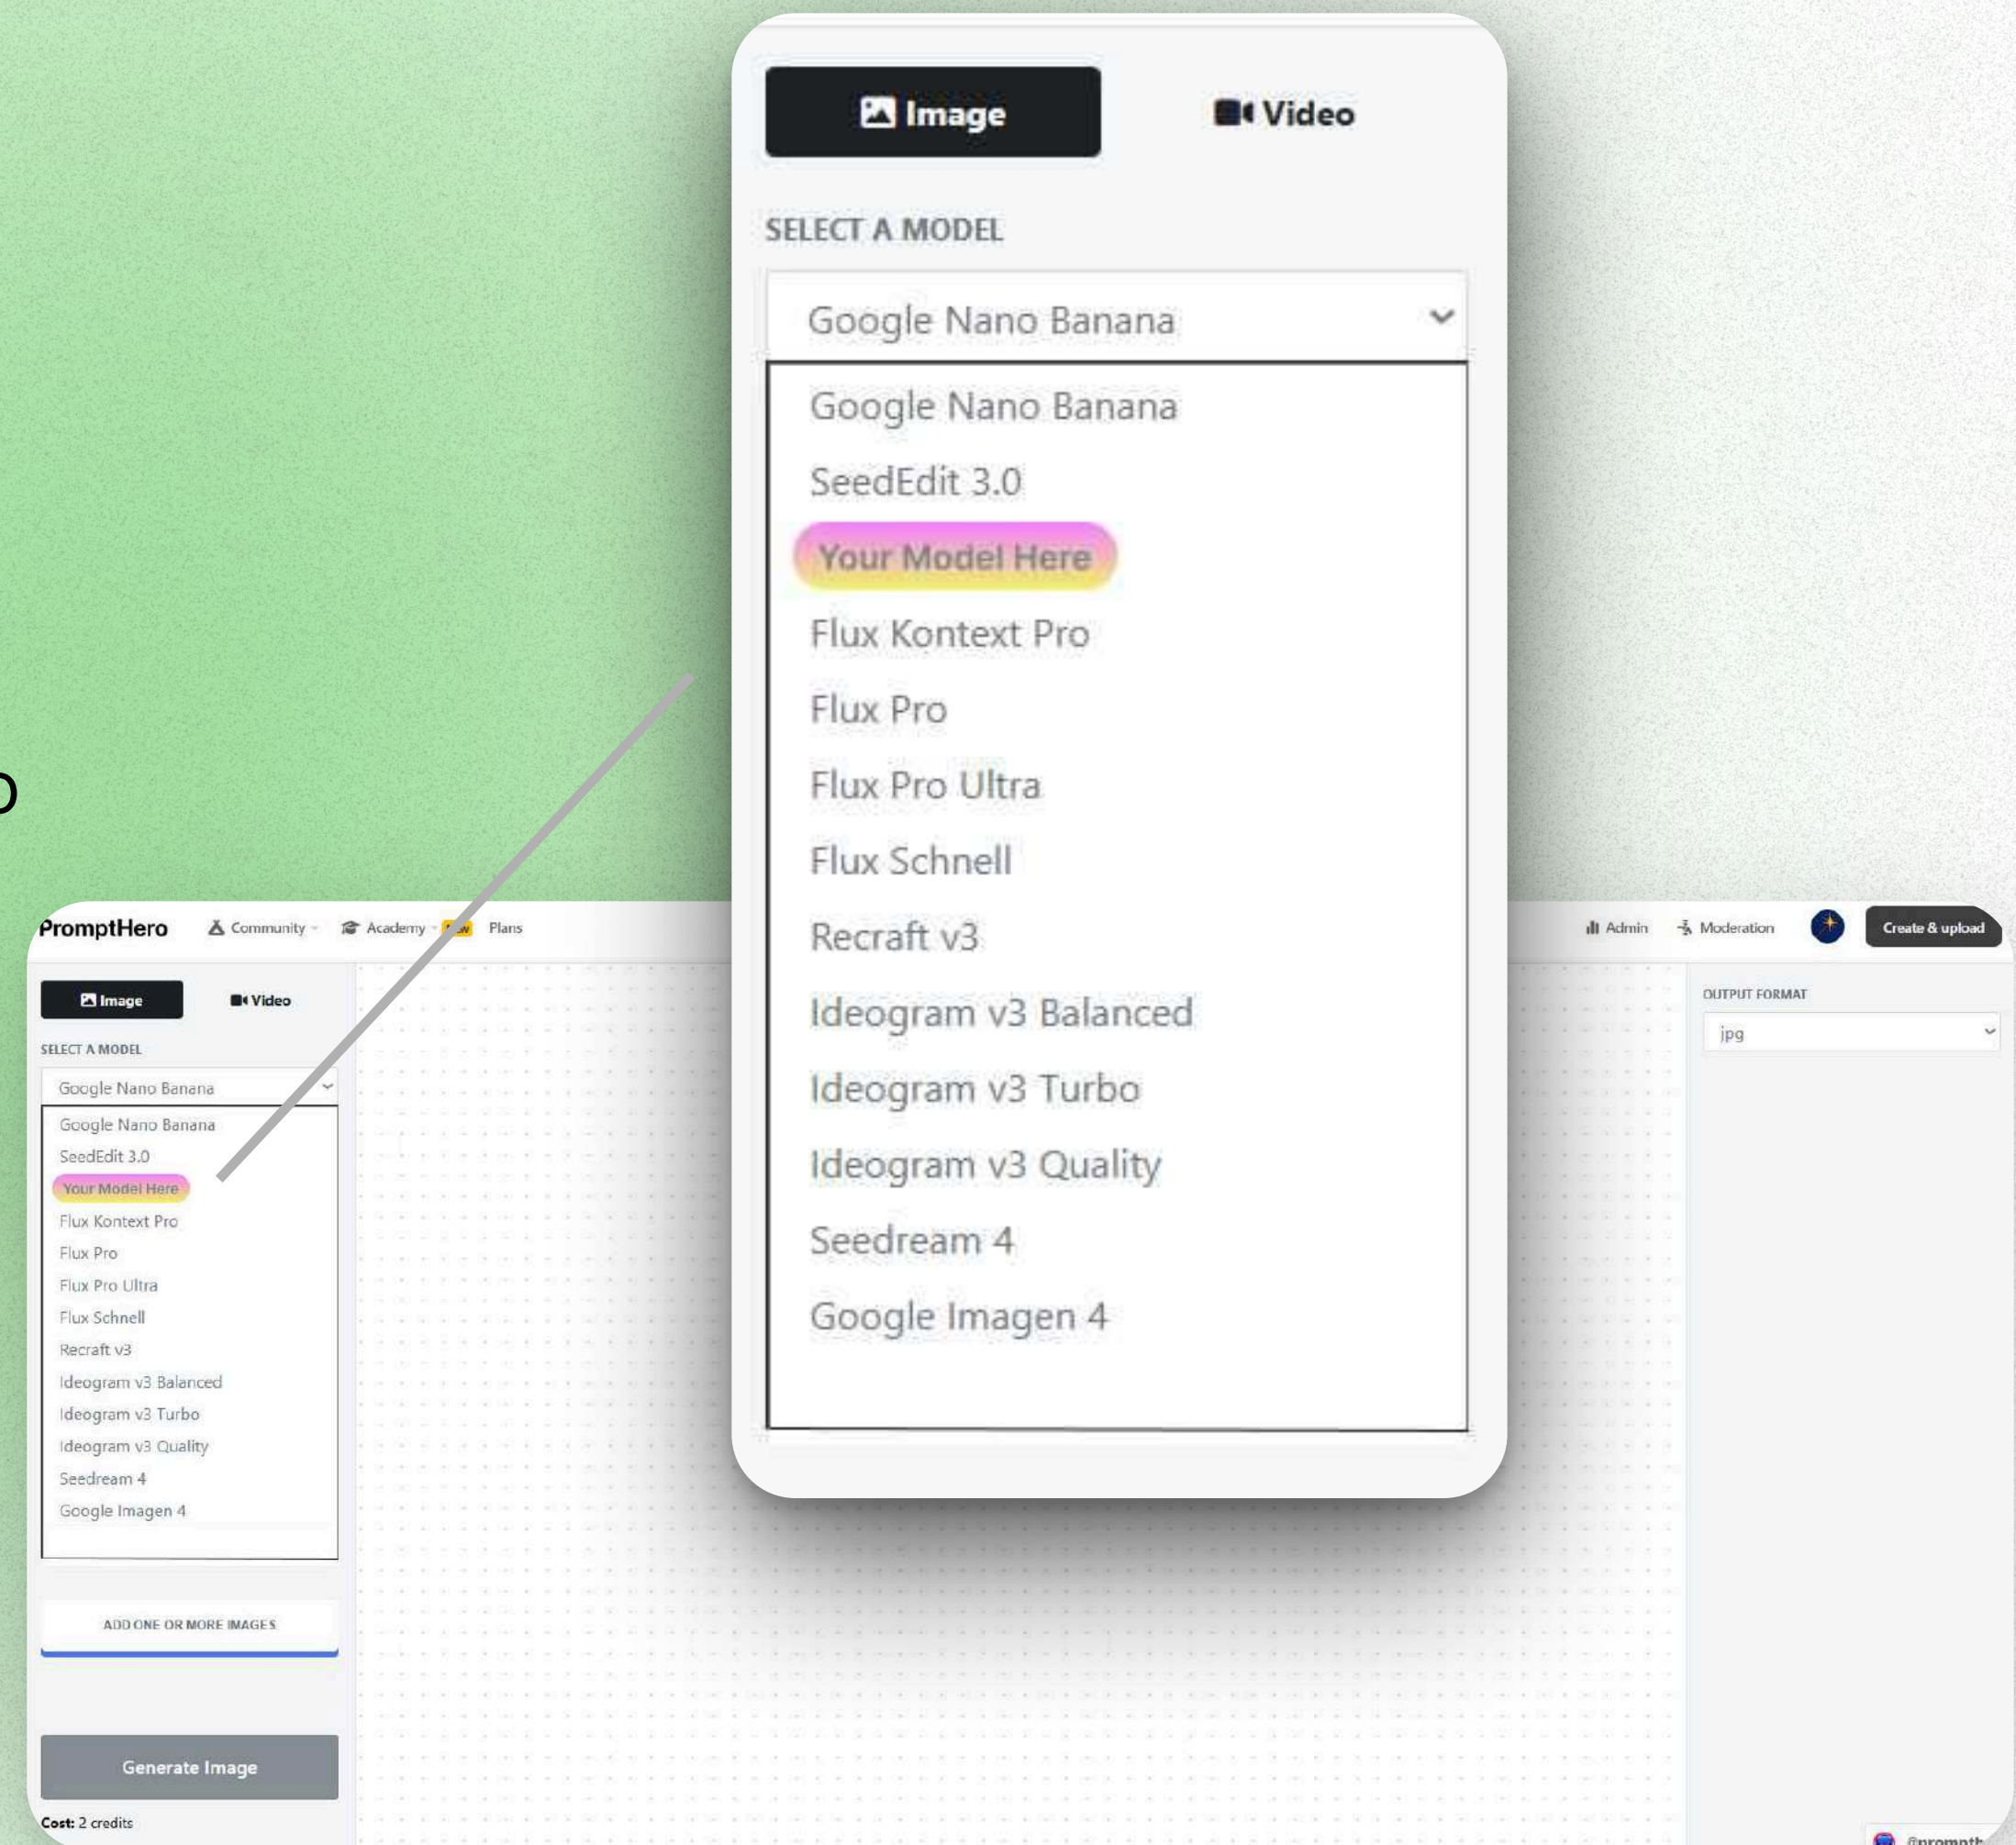 Image Video
SELECT A MODEL
Google Nano Banana
Google Nano Banana
SeedEdit 3.0
Your Model Here
Flux Kontext Pro
Flux Pro
Flux Pro Ultra
Flux Schnell
Recraft v3
Ideogram v3 Balanced
Ideogram v3 Turbo
Ideogram v3 Quality
Seedream 4
Google Imagen 4
PromptHero Community Academy Plans Admin Moderation Create & upload
Image Video
SELECT A MODEL
Google Nano Banana
Google Nano Banana
SeedEdit 3.0
Your Model Here
Flux Kontext Pro
Flux Pro
Flux Pro Ultra
Flux Schnell
Recraft v3
Ideogram v3 Balanced
Ideogram v3 Turbo
Ideogram v3 Quality
Seedream 4
Google Imagen 4
ADD ONE OR MORE IMAGES
Generate Image
Cost: 2 credits
OUTPUT FORMAT
jpg